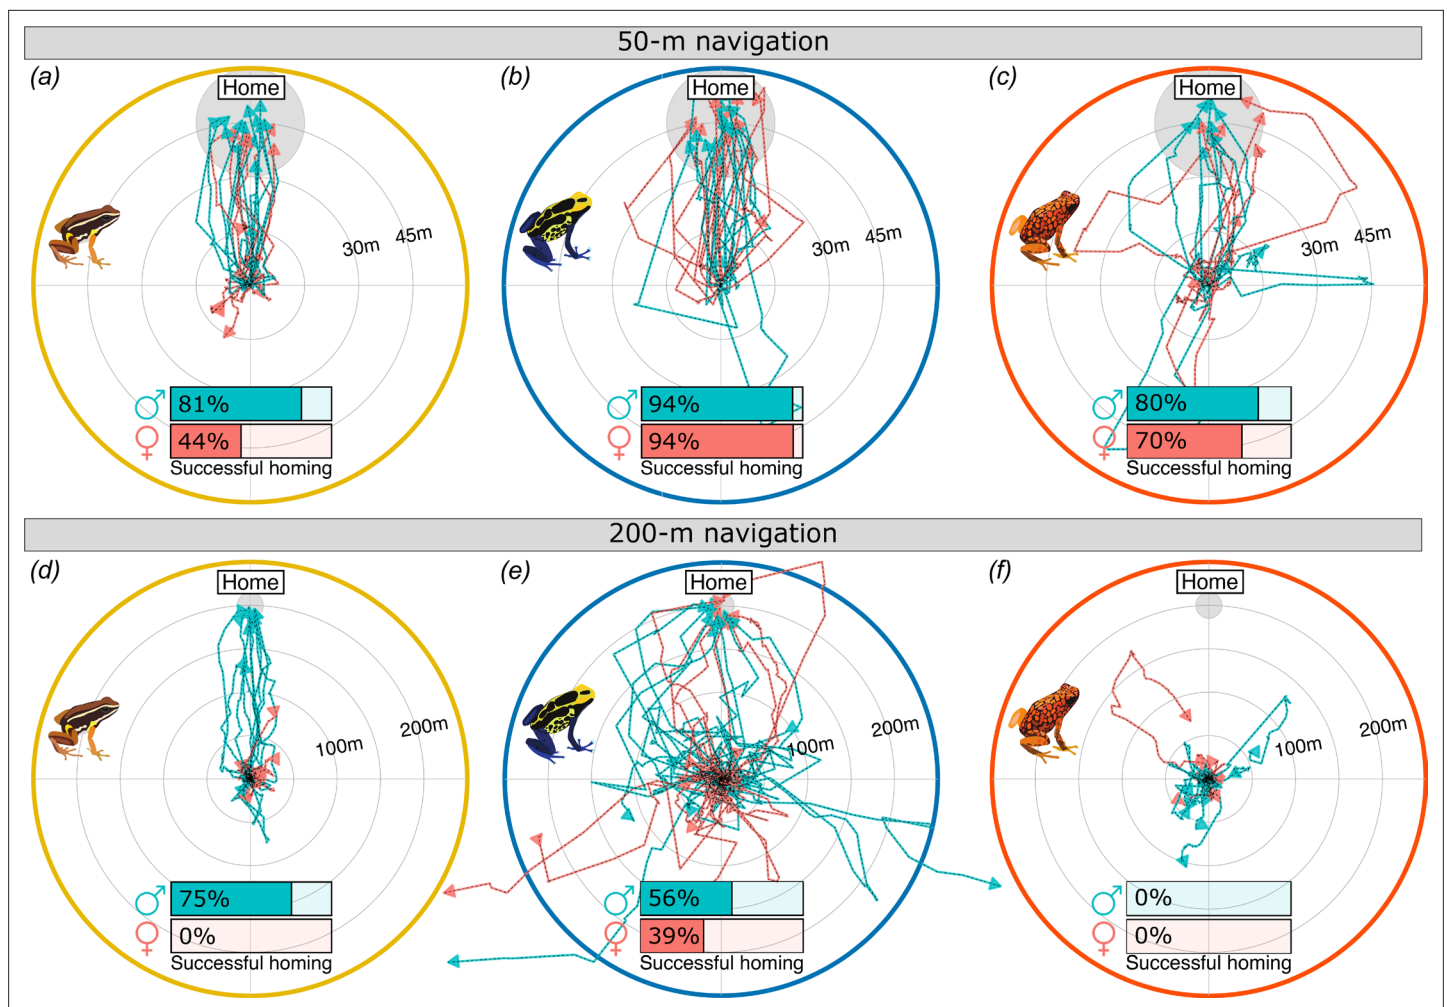 50-m navigation
(a)
Home
30m
45m
♂ 81%
♀ 44%
Successful homing
(b)
Home
30m
45m
♂ 94%
♀ 94%
Successful homing
(c)
Home
30m
45m
♂ 80%
♀ 70%
Successful homing
200-m navigation
(d)
Home
100m
200m
♂ 75%
♀ 0%
Successful homing
(e)
Home
100m
200m
♂ 56%
♀ 39%
Successful homing
(f)
Home
100m
200m
♂ 0%
♀ 0%
Successful homing